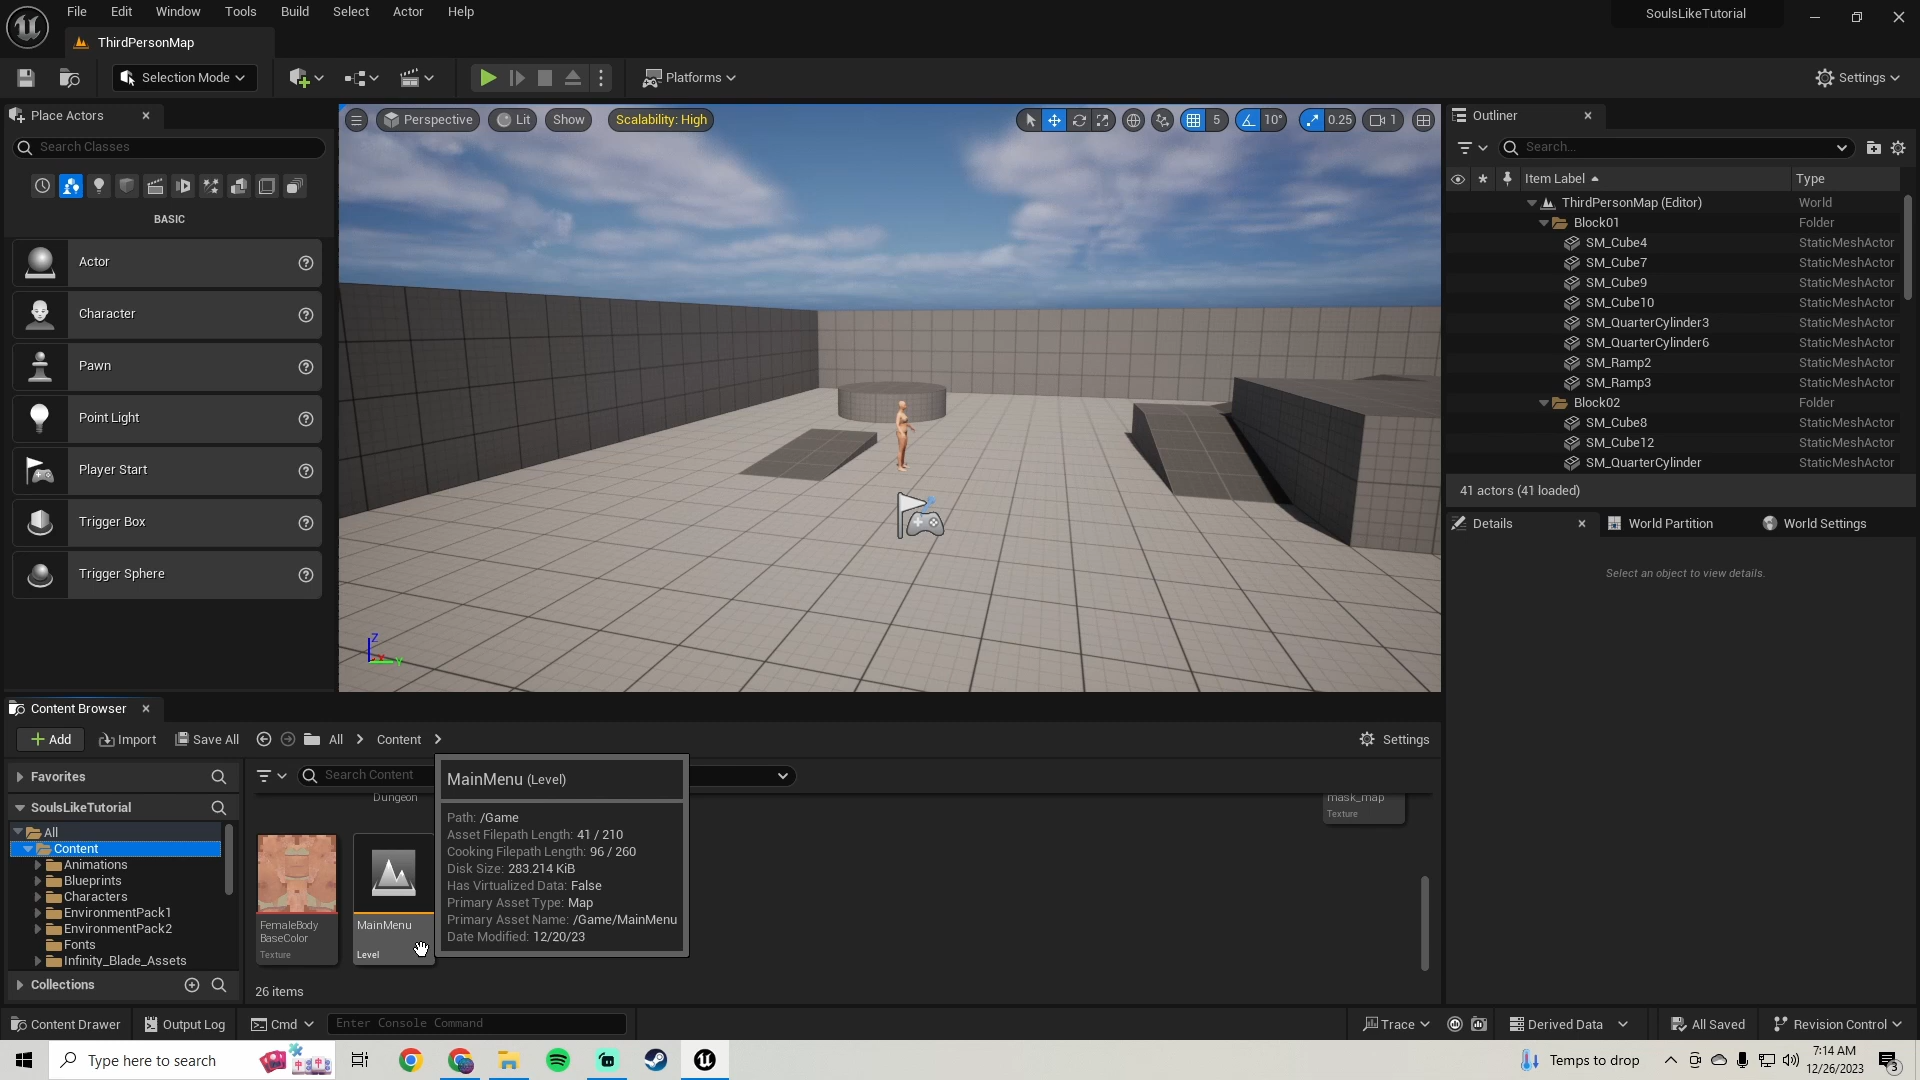 File Edit Window Tools Build Select Actor Help
SoulsLikeTutorial
ThirdPersonMap
Selection Mode
Platforms
Settings
Place Actors
Search Classes
BASIC
Actor
Character
Pawn
Point Light
Player Start
Trigger Box
Trigger Sphere
Perspective Lit Show Scalability: High
5 10° 0.25 1
Z
Y
Outliner
Search...
Item Label Type
ThirdPersonMap (Editor) World
Block01 Folder
SM_Cube4 StaticMeshActor
SM_Cube7 StaticMeshActor
SM_Cube9 StaticMeshActor
SM_Cube10 StaticMeshActor
SM_QuarterCylinder3 StaticMeshActor
SM_QuarterCylinder6 StaticMeshActor
SM_Ramp2 StaticMeshActor
SM_Ramp3 StaticMeshActor
Block02 Folder
SM_Cube8 StaticMeshActor
SM_Cube12 StaticMeshActor
SM_QuarterCylinder StaticMeshActor
41 actors (41 loaded)
Details World Partition World Settings
Select an object to view details.
Content Browser
Add Import Save All All Content Settings
Favorites
SoulsLikeTutorial
All
Content
Animations
Blueprints
Characters
EnvironmentPack1
EnvironmentPack2
Fonts
Infinity_Blade_Assets
Collections
Search Content
Dungeon
mask_map
Texture
FemaleBody
BaseColor
Texture
MainMenu
Level
MainMenu (Level)
Path: /Game
Asset Filepath Length: 41 / 210
Cooking Filepath Length: 96 / 260
Disk Size: 283.214 KiB
Has Virtualized Data: False
Primary Asset Type: Map
Primary Asset Name: /Game/MainMenu
Date Modified: 12/20/23
26 items
Content Drawer Output Log Cmd Enter Console Command Trace Derived Data All Saved Revision Control
Type here to search
Temps to drop
7:14 AM
12/26/2023
3